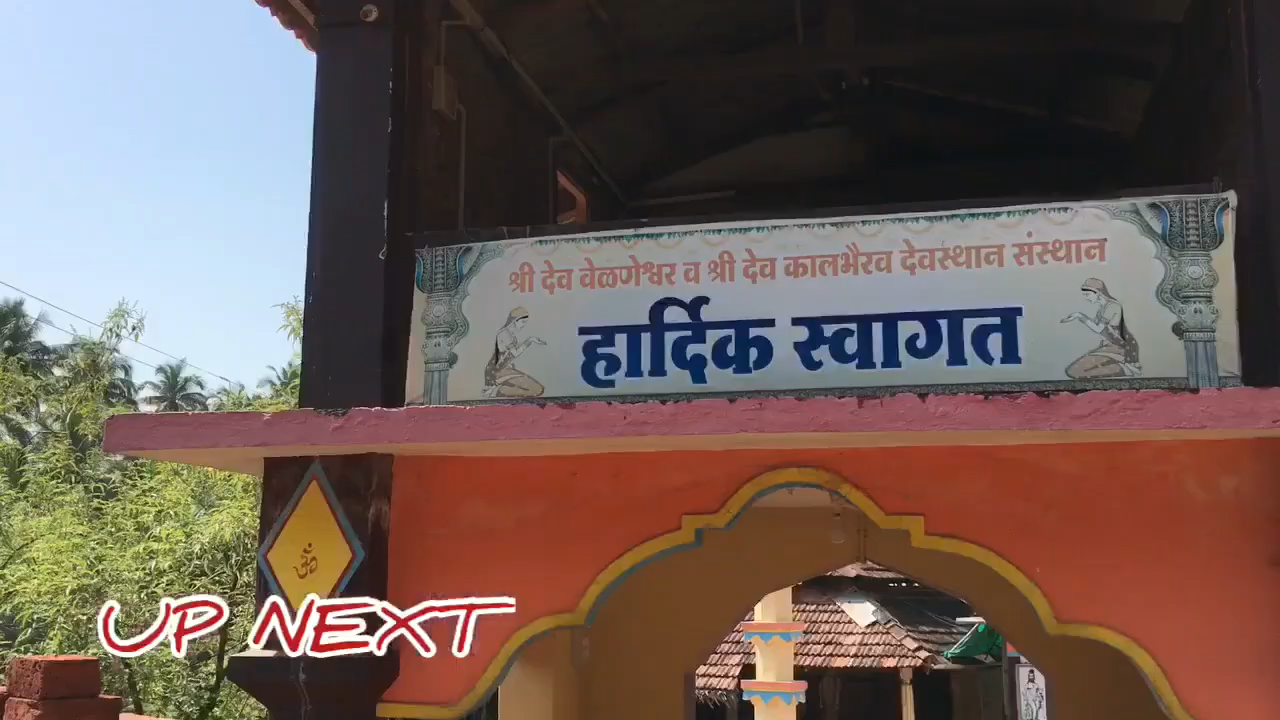 श्री देव वेळणेश्वर व श्री देव कालभैरव देवस्थान संस्थान
हार्दिक स्वागत
ॐ
UP NEXT